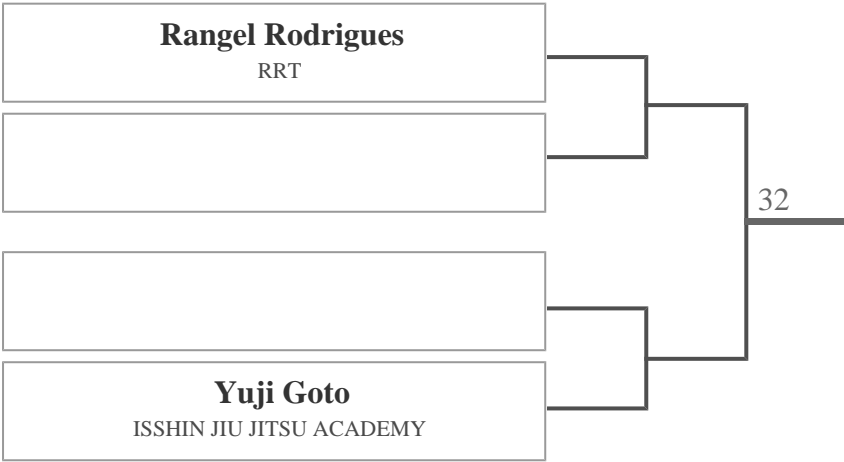 Rangel Rodrigues
RRT
32
Yuji Goto
ISSHIN JIU JITSU ACADEMY